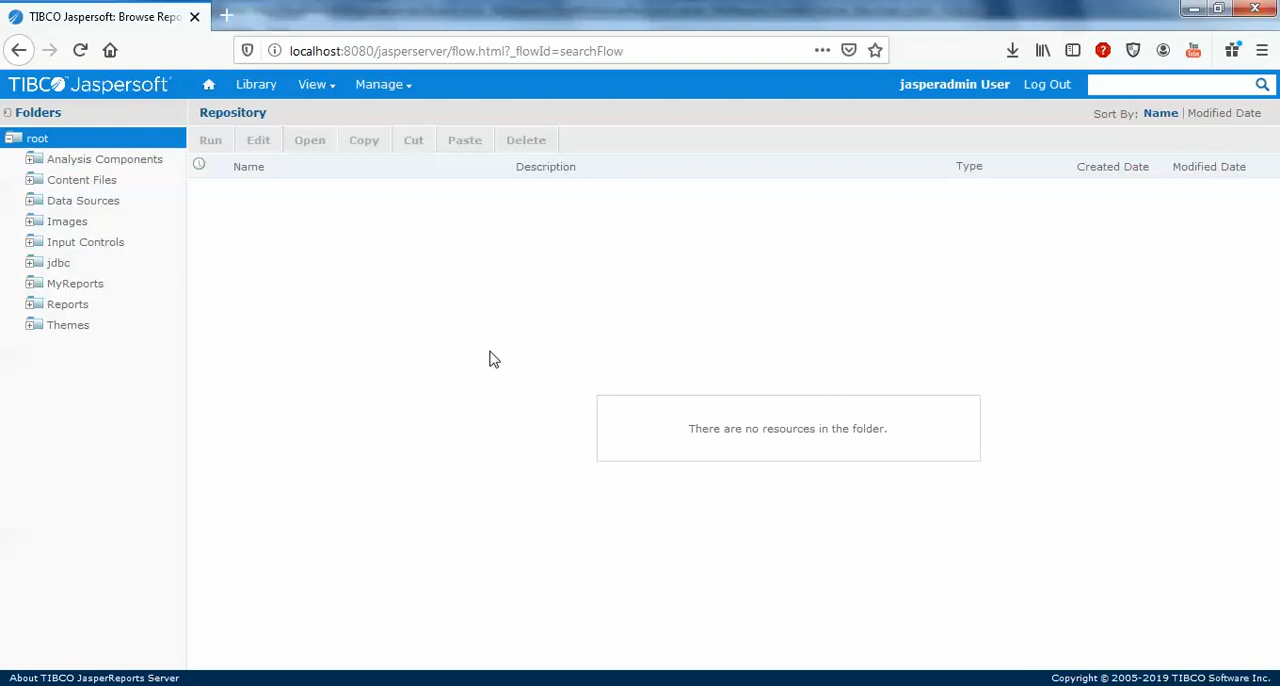 TIBCO Jaspersoft: Browse Repo
localhost:8080/jasperserver/flow.html?_flowId=searchFlow
TIBCO Jaspersoft
Library
View
Manage
jasperadmin User
Log Out
Folders
Repository
Sort By: Name | Modified Date
root
Run
Edit
Open
Copy
Cut
Paste
Delete
Name
Description
Type
Created Date
Modified Date
Analysis Components
Content Files
Data Sources
Images
Input Controls
jdbc
MyReports
Reports
Themes
There are no resources in the folder.
About TIBCO JasperReports Server
Copyright © 2005-2019 TIBCO Software Inc.